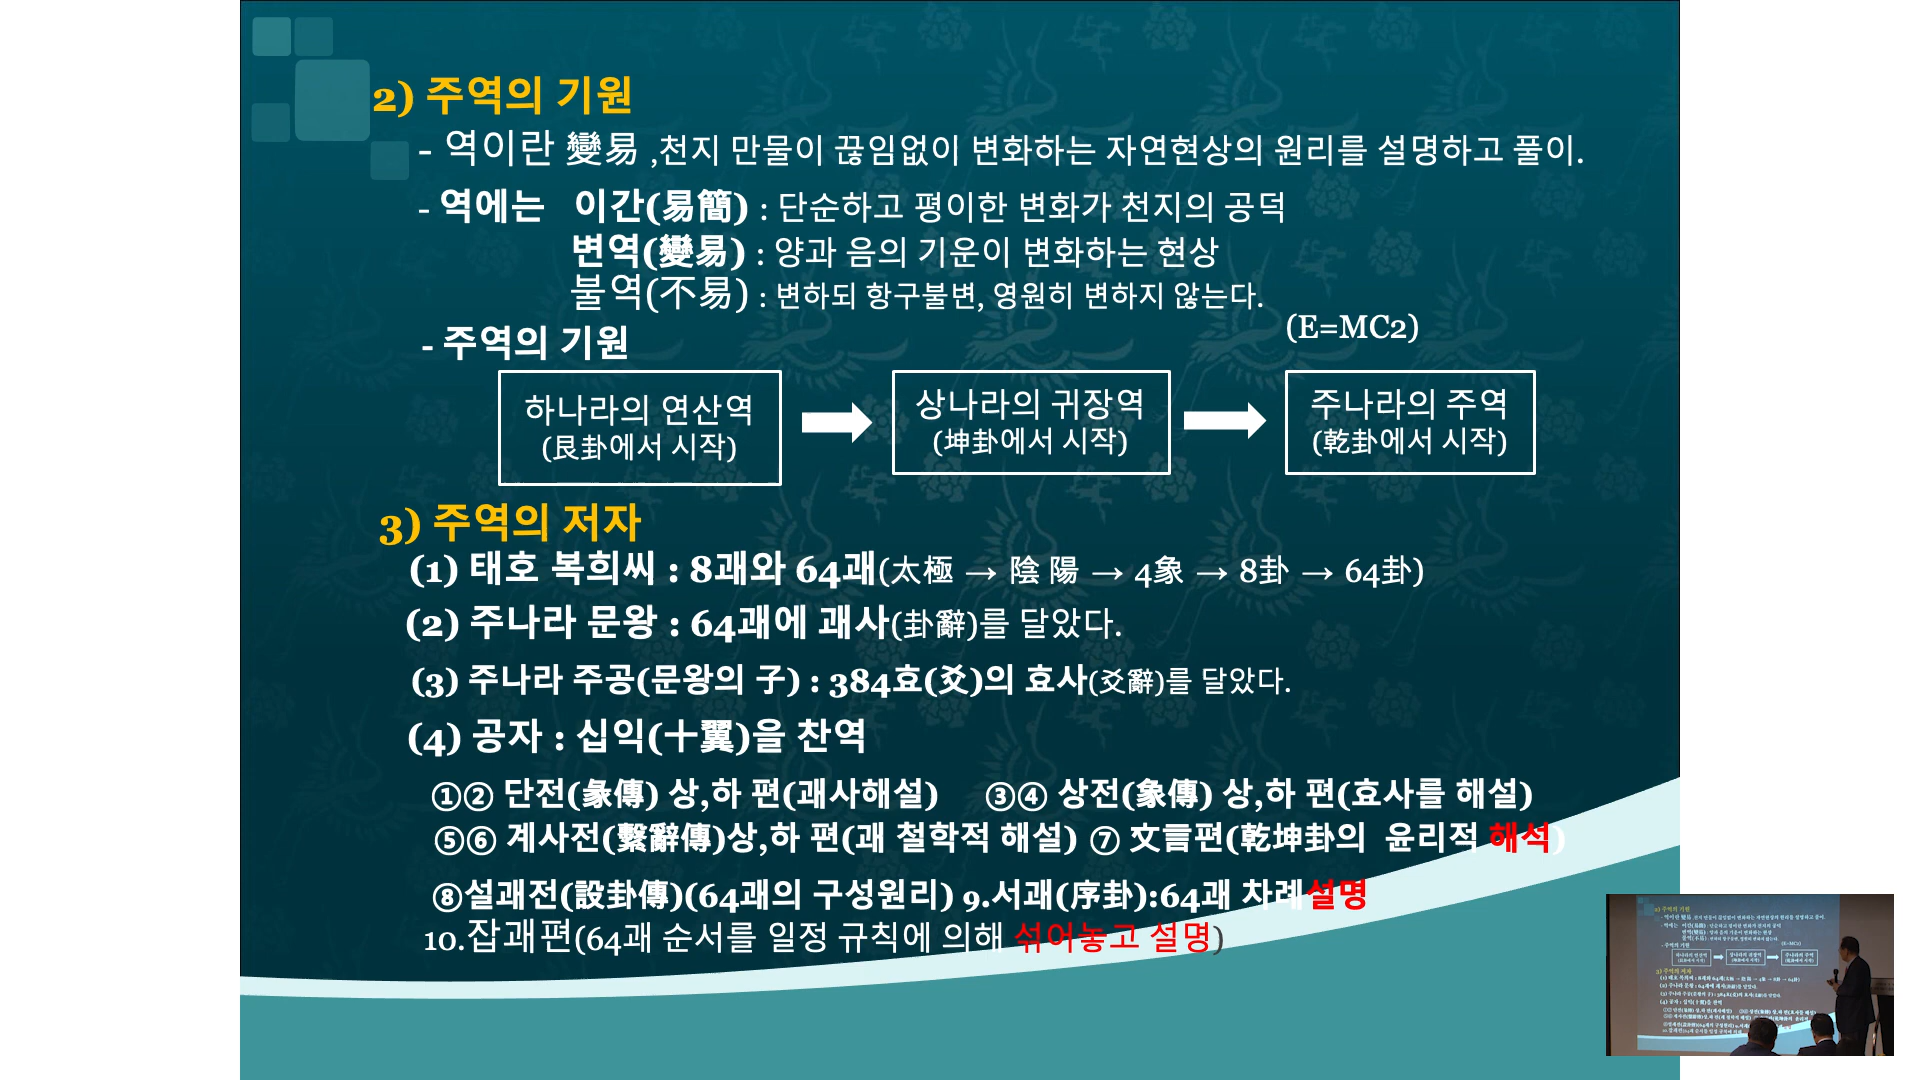 2) 주역의 기원
- 역이란 變易 ,천지 만물이 끊임없이 변화하는 자연현상의 원리를 설명하고 풀이.
- 역에는 이간(易簡) : 단순하고 평이한 변화가 천지의 공덕
변역(變易) : 양과 음의 기운이 변화하는 현상
불역(不易) : 변하되 항구불변, 영원히 변하지 않는다.
(E=MC2)
- 주역의 기원
하나라의 연산역
(艮卦에서 시작)
상나라의 귀장역
(坤卦에서 시작)
주나라의 주역
(乾卦에서 시작)
3) 주역의 저자
(1) 태호 복희씨 : 8괘와 64괘(太極 → 陰 陽 → 4象 → 8卦 → 64卦)
(2) 주나라 문왕 : 64괘에 괘사(卦辭)를 달았다.
(3) 주나라 주공(문왕의 子) : 384효(爻)의 효사(爻辭)를 달았다.
(4) 공자 : 십익(十翼)을 찬역
①② 단전(彖傳) 상,하 편(괘사해설) ③④ 상전(象傳) 상,하 편(효사를 해설)
⑤⑥ 계사전(繫辭傳)상,하 편(괘 철학적 해설) ⑦ 文言편(乾坤卦의 윤리적 해석)
⑧설괘전(設卦傳)(64괘의 구성원리) 9.서괘(序卦):64괘 차례설명
10.잡괘편(64괘 순서를 일정 규칙에 의해 섞어놓고 설명)